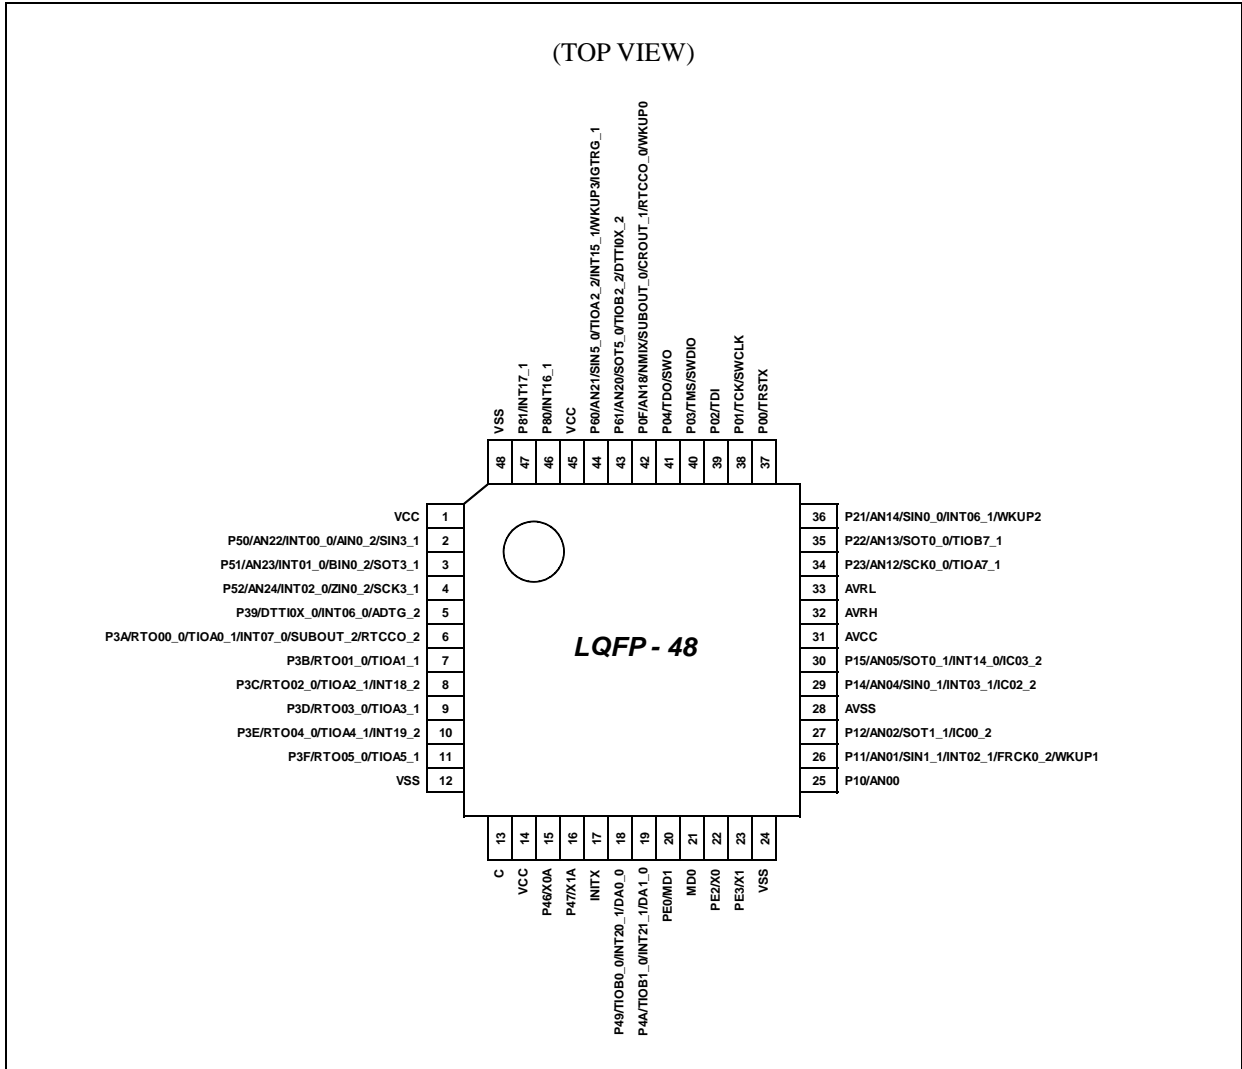 (TOP VIEW)
VSS
P81/INT17_1
P80/INT16_1
VCC
P60/AN21/SIN5_0/TIOA2_2/INT15_1/WKUP3/IGTRG_1
P61/AN20/SOT5_0/TIOB2_2/DTTI0X_2
P0F/AN18/NMIX/SUBOUT_0/CROUT_1/RTCCO_0/WKUP0
P04/TDO/SWO
P03/TMS/SWDIO
P02/TDI
P01/TCK/SWCLK
P00/TRSTX
48 47 46 45 44 43 42 41 40 39 38 37
VCC 1
P50/AN22/INT00_0/AIN0_2/SIN3_1 2
P51/AN23/INT01_0/BIN0_2/SOT3_1 3
P52/AN24/INT02_0/ZIN0_2/SCK3_1 4
P39/DTTI0X_0/INT06_0/ADTG_2 5
P3A/RTO00_0/TIOA0_1/INT07_0/SUBOUT_2/RTCCO_2 6
P3B/RTO01_0/TIOA1_1 7
P3C/RTO02_0/TIOA2_1/INT18_2 8
P3D/RTO03_0/TIOA3_1 9
P3E/RTO04_0/TIOA4_1/INT19_2 10
P3F/RTO05_0/TIOA5_1 11
VSS 12
LQFP - 48
36 P21/AN14/SIN0_0/INT06_1/WKUP2
35 P22/AN13/SOT0_0/TIOB7_1
34 P23/AN12/SCK0_0/TIOA7_1
33 AVRL
32 AVRH
31 AVCC
30 P15/AN05/SOT0_1/INT14_0/IC03_2
29 P14/AN04/SIN0_1/INT03_1/IC02_2
28 AVSS
27 P12/AN02/SOT1_1/IC00_2
26 P11/AN01/SIN1_1/INT02_1/FRCK0_2/WKUP1
25 P10/AN00
13 14 15 16 17 18 19 20 21 22 23 24
C
VCC
P46/X0A
P47/X1A
INITX
P49/TIOB0_0/INT20_1/DA0_0
P4A/TIOB1_0/INT21_1/DA1_0
PE0/MD1
MD0
PE2/X0
PE3/X1
VSS